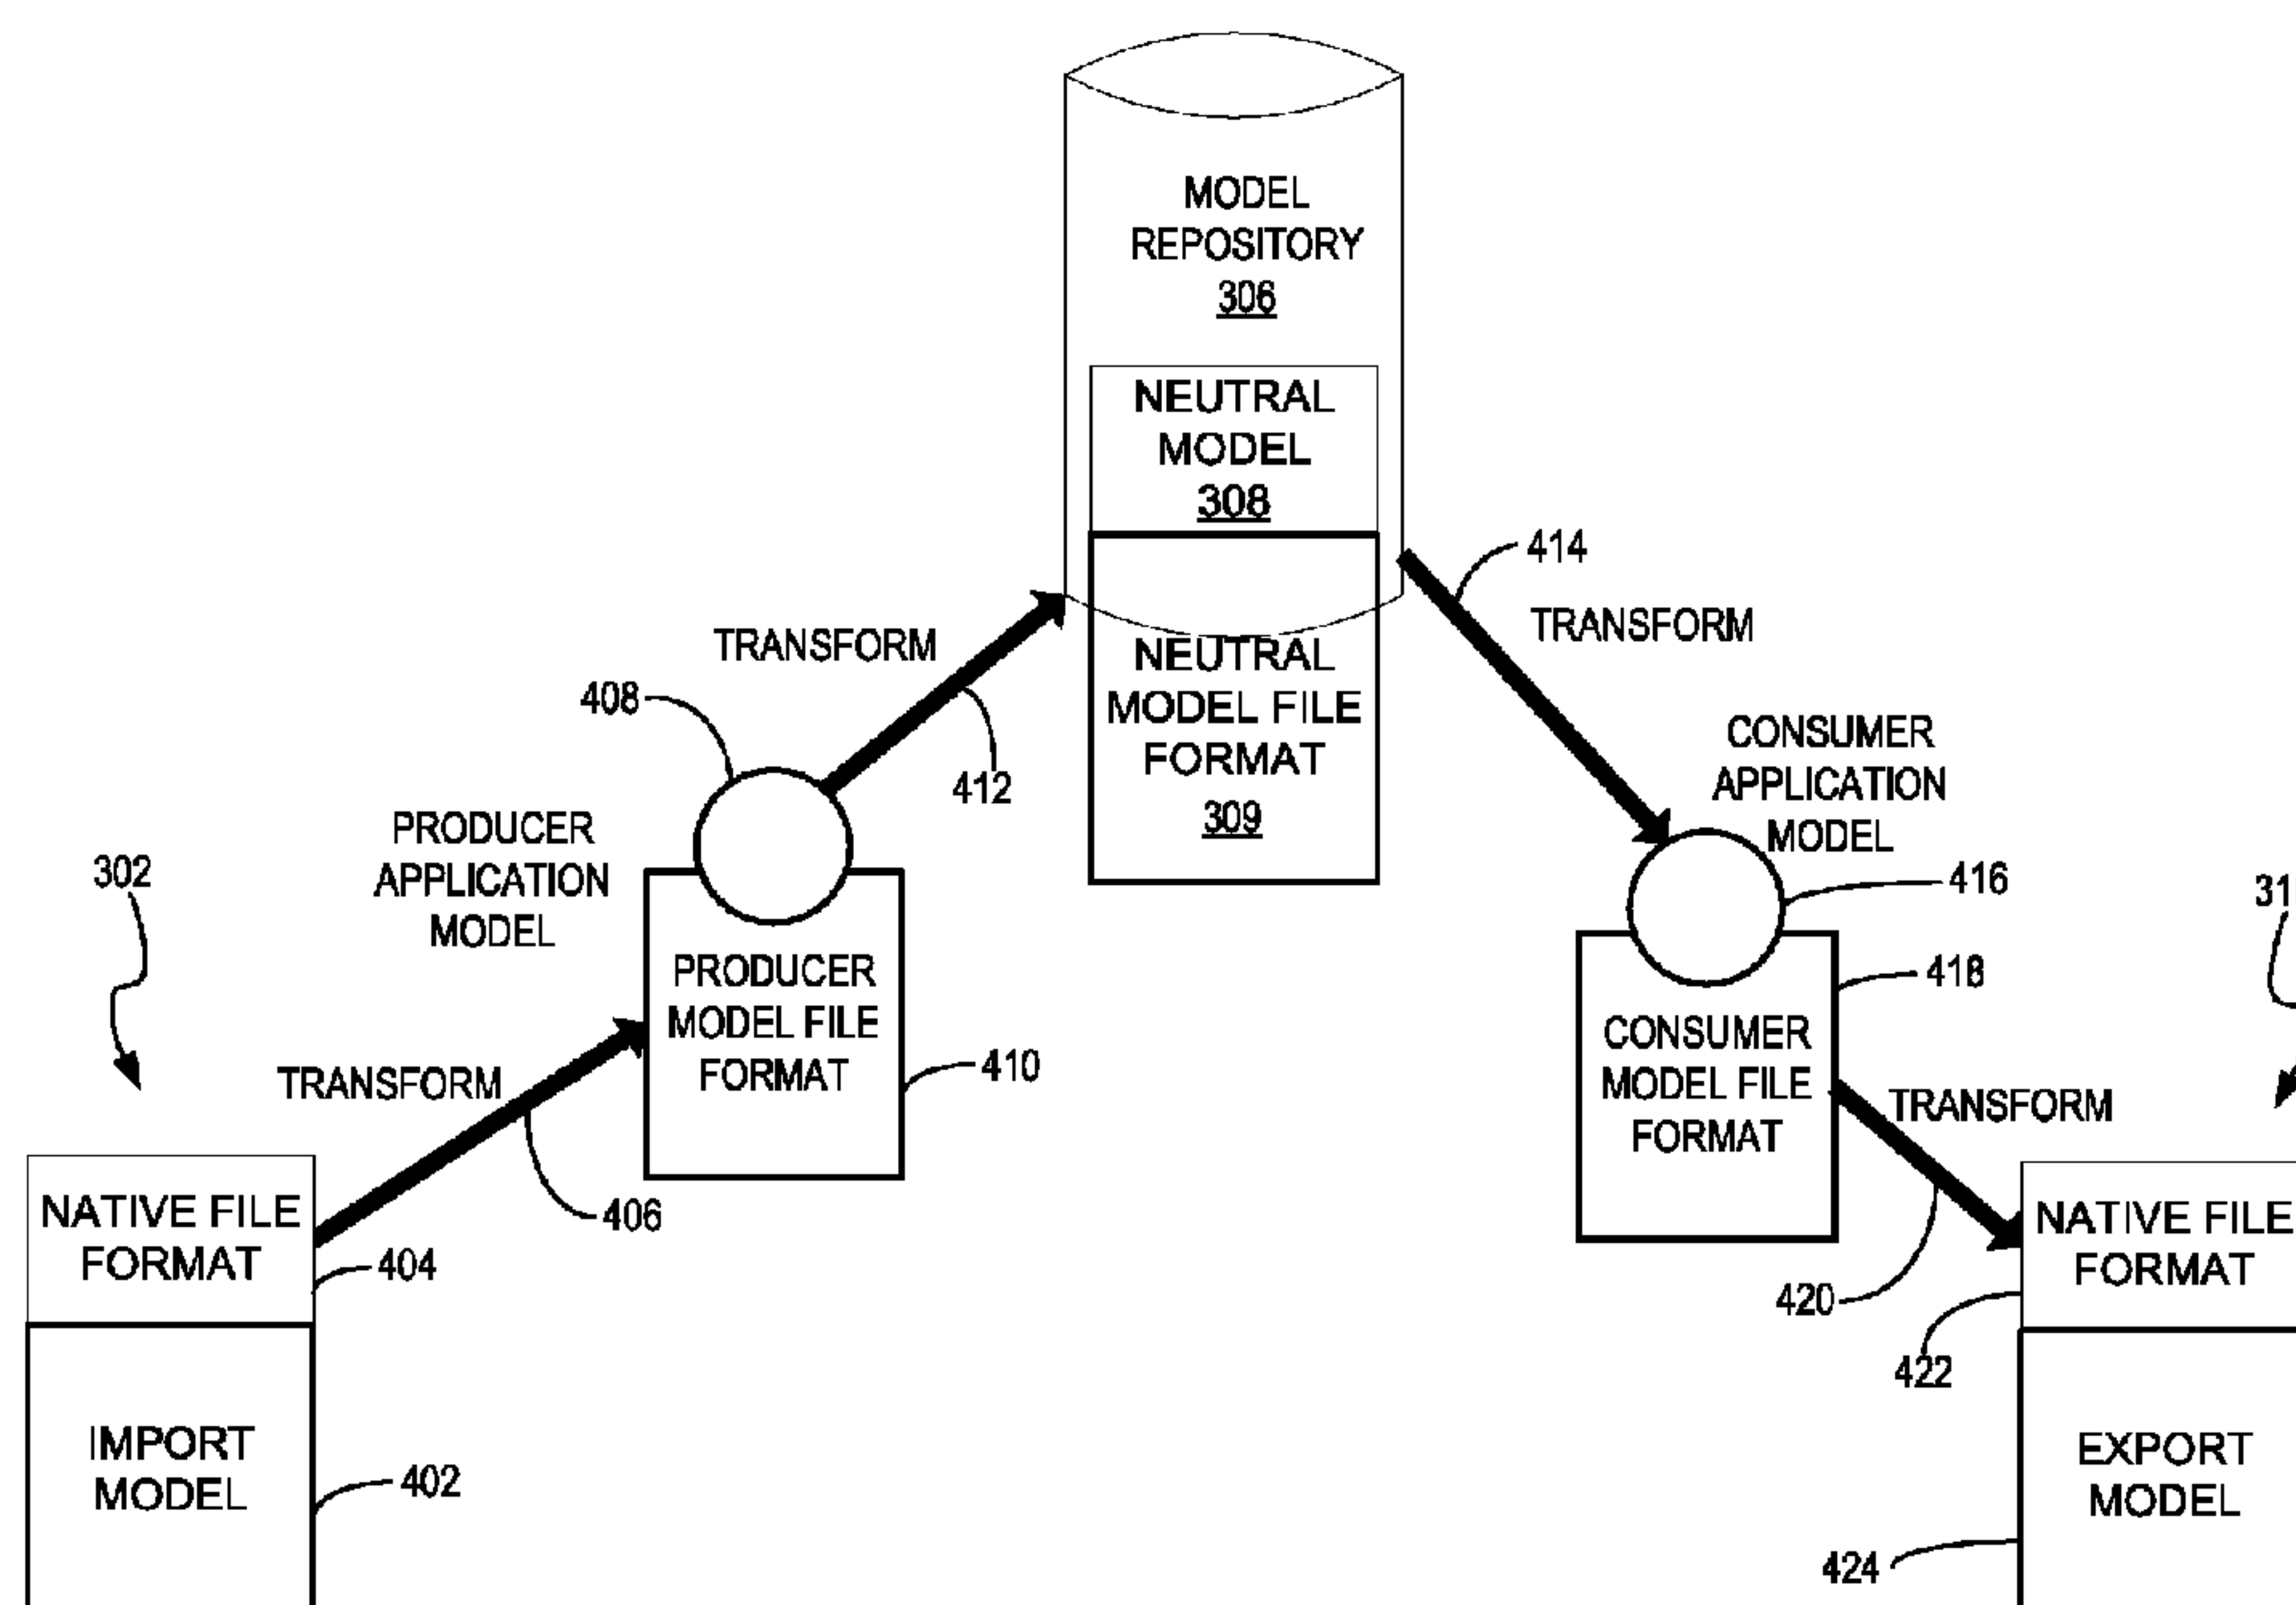 MODEL
REPOSITORY
306
NEUTRAL
MODEL
308
NEUTRAL
MODEL FILE
FORMAT
309
414
TRANSFORM
TRANSFORM
412
408
PRODUCER
APPLICATION
MODEL
302
PRODUCER
MODEL FILE
FORMAT
410
TRANSFORM
406
NATIVE FILE
FORMAT
404
IMPORT
MODEL
402
CONSUMER
APPLICATION
MODEL
416
418
CONSUMER
MODEL FILE
FORMAT
TRANSFORM
420
31
NATIVE FILE
FORMAT
422
EXPORT
MODEL
424